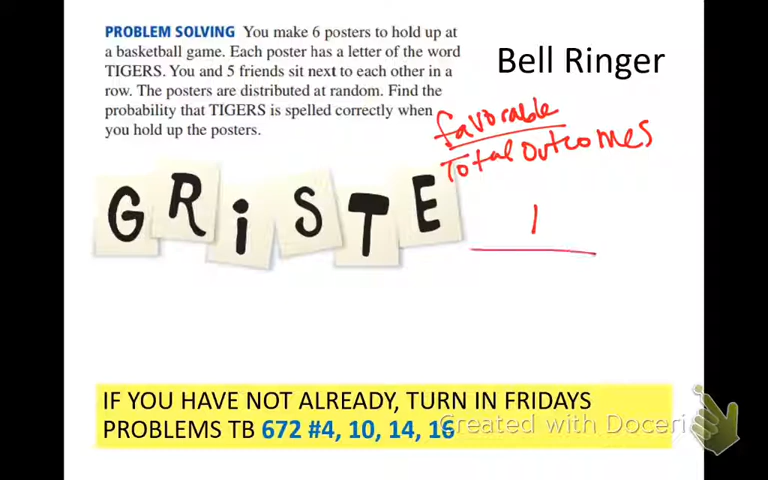 PROBLEM SOLVING You make 6 posters to hold up at
a basketball game. Each poster has a letter of the word
TIGERS. You and 5 friends sit next to each other in a
row. The posters are distributed at random. Find the
probability that TIGERS is spelled correctly when
you hold up the posters.
Bell Ringer
favorable
Total Outcomes
1
G R i S T E
IF YOU HAVE NOT ALREADY, TURN IN FRIDAYS
PROBLEMS TB 672 #4, 10, 14, 16
Created with Doceri